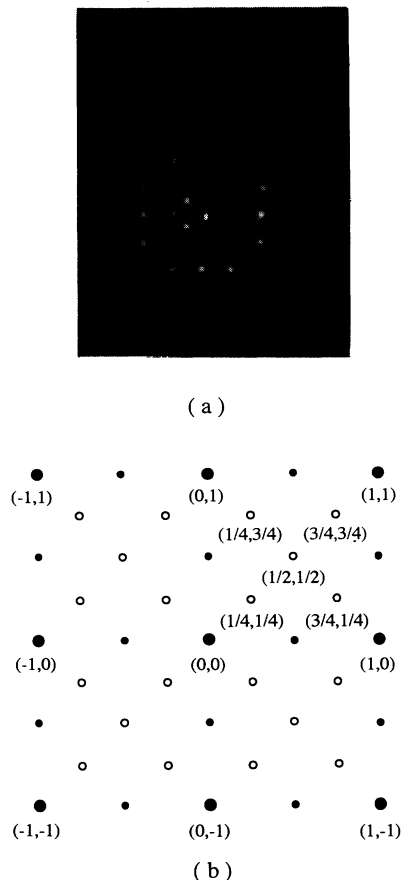 ( a )
(-1,1) (0,1) (1,1)
(1/4,3/4) (3/4,3/4)
(1/2,1/2)
(1/4,1/4) (3/4,1/4)
(-1,0) (0,0) (1,0)
(-1,-1) (0,-1) (1,-1)
( b )